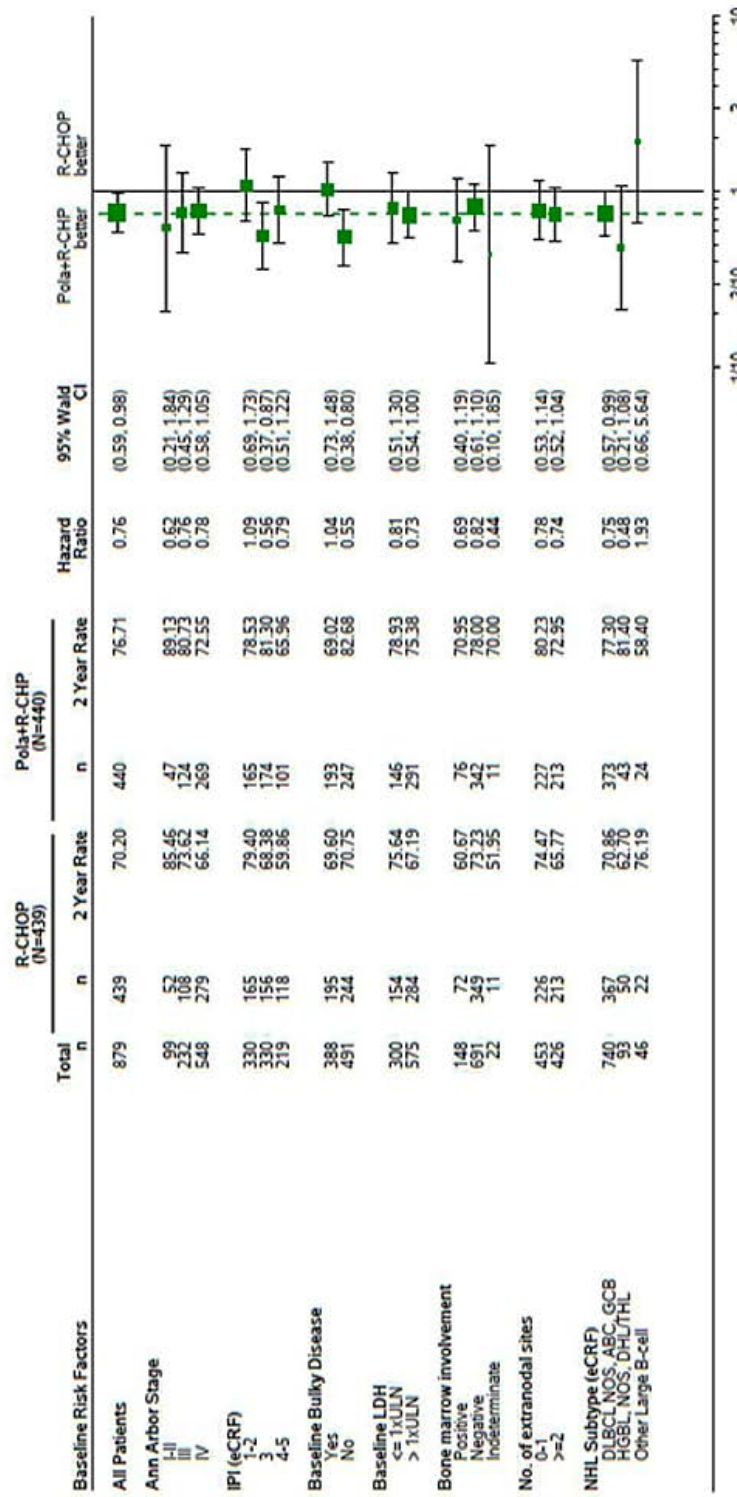 R-CHOP (N=439) Pola+R-CHP (N=440)
Baseline Risk Factors Total n n 2 Year Rate n 2 Year Rate Hazard Ratio 95% Wald CI Pola+R-CHP better R-CHOP better
All Patients 879 439 70.20 440 76.71 0.76 (0.59, 0.98)
Ann Arbor Stage
I-II 99 52 85.46 47 89.13 0.62 (0.21, 1.84)
III 232 108 73.62 124 80.73 0.76 (0.45, 1.29)
IV 548 279 66.14 269 72.55 0.78 (0.58, 1.05)
IPI (eCRF)
1-2 330 165 79.40 165 78.53 1.09 (0.69, 1.73)
3 330 156 68.38 174 81.30 0.56 (0.37, 0.87)
4-5 219 118 59.86 101 65.96 0.79 (0.51, 1.22)
Baseline Bulky Disease
Yes 388 195 69.60 193 69.02 1.04 (0.73, 1.48)
No 491 244 70.75 247 82.68 0.55 (0.38, 0.80)
Baseline LDH
<= 1xULN 300 154 75.64 146 78.93 0.81 (0.51, 1.30)
> 1xULN 575 284 67.19 291 75.38 0.73 (0.54, 1.00)
Bone marrow involvement
Positive 148 72 60.67 76 70.95 0.69 (0.40, 1.19)
Negative 691 349 73.23 342 78.00 0.82 (0.61, 1.10)
Indeterminate 22 11 51.95 11 70.00 0.44 (0.10, 1.85)
No. of extranodal sites
0-1 453 226 74.47 227 80.23 0.78 (0.53, 1.14)
>=2 426 213 65.77 213 72.95 0.74 (0.52, 1.04)
NHL Subtype (eCRF)
DLBCL NOS, ABC, GCB 740 367 70.86 373 77.30 0.75 (0.57, 0.99)
HGBL, NOS, DHL/THL 93 50 62.70 43 81.40 0.48 (0.21, 1.08)
Other Large B-cell 46 22 76.19 24 58.40 1.93 (0.66, 5.64)
1/10 3/10 1 3 10